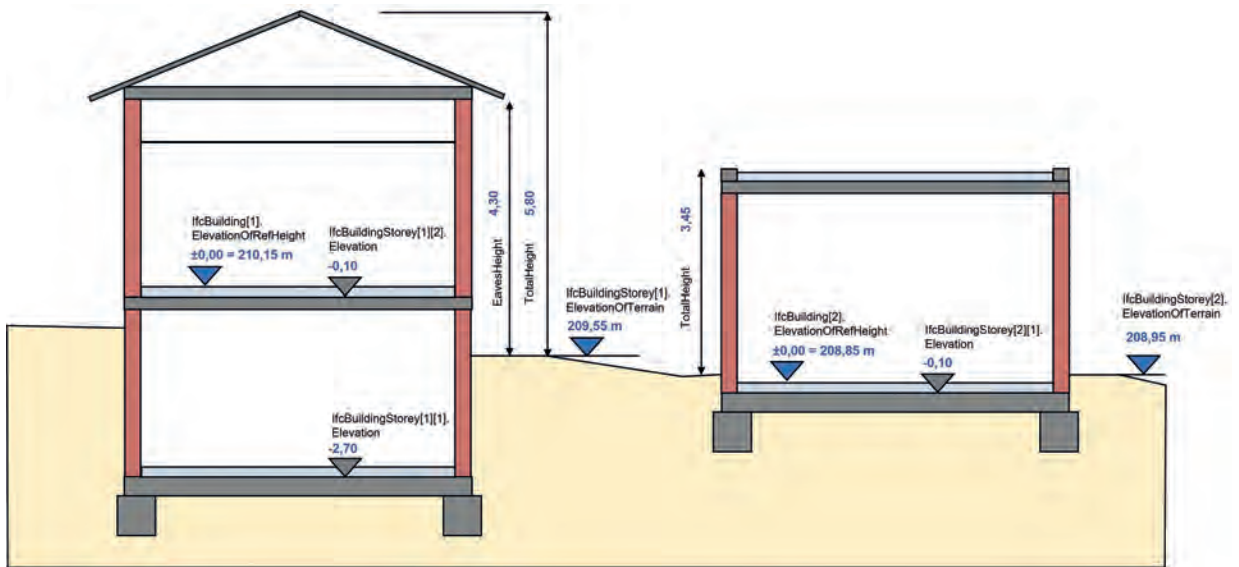 IfcBuilding[1].
ElevationOfRefHeight
±0,00 = 210,15 m
IfcBuildingStorey[1][2].
Elevation
-0,10
IfcBuildingStorey[1][1].
Elevation
-2,70
EavesHeight 4,30
TotalHeight 5,80
IfcBuildingStorey[1].
ElevationOfTerrain
209,55 m
TotalHeight 3,45
IfcBuilding[2].
ElevationOfRefHeight
±0,00 = 208,85 m
IfcBuildingStorey[2][1].
Elevation
-0,10
IfcBuildingStorey[2].
ElevationOfTerrain
208,95 m